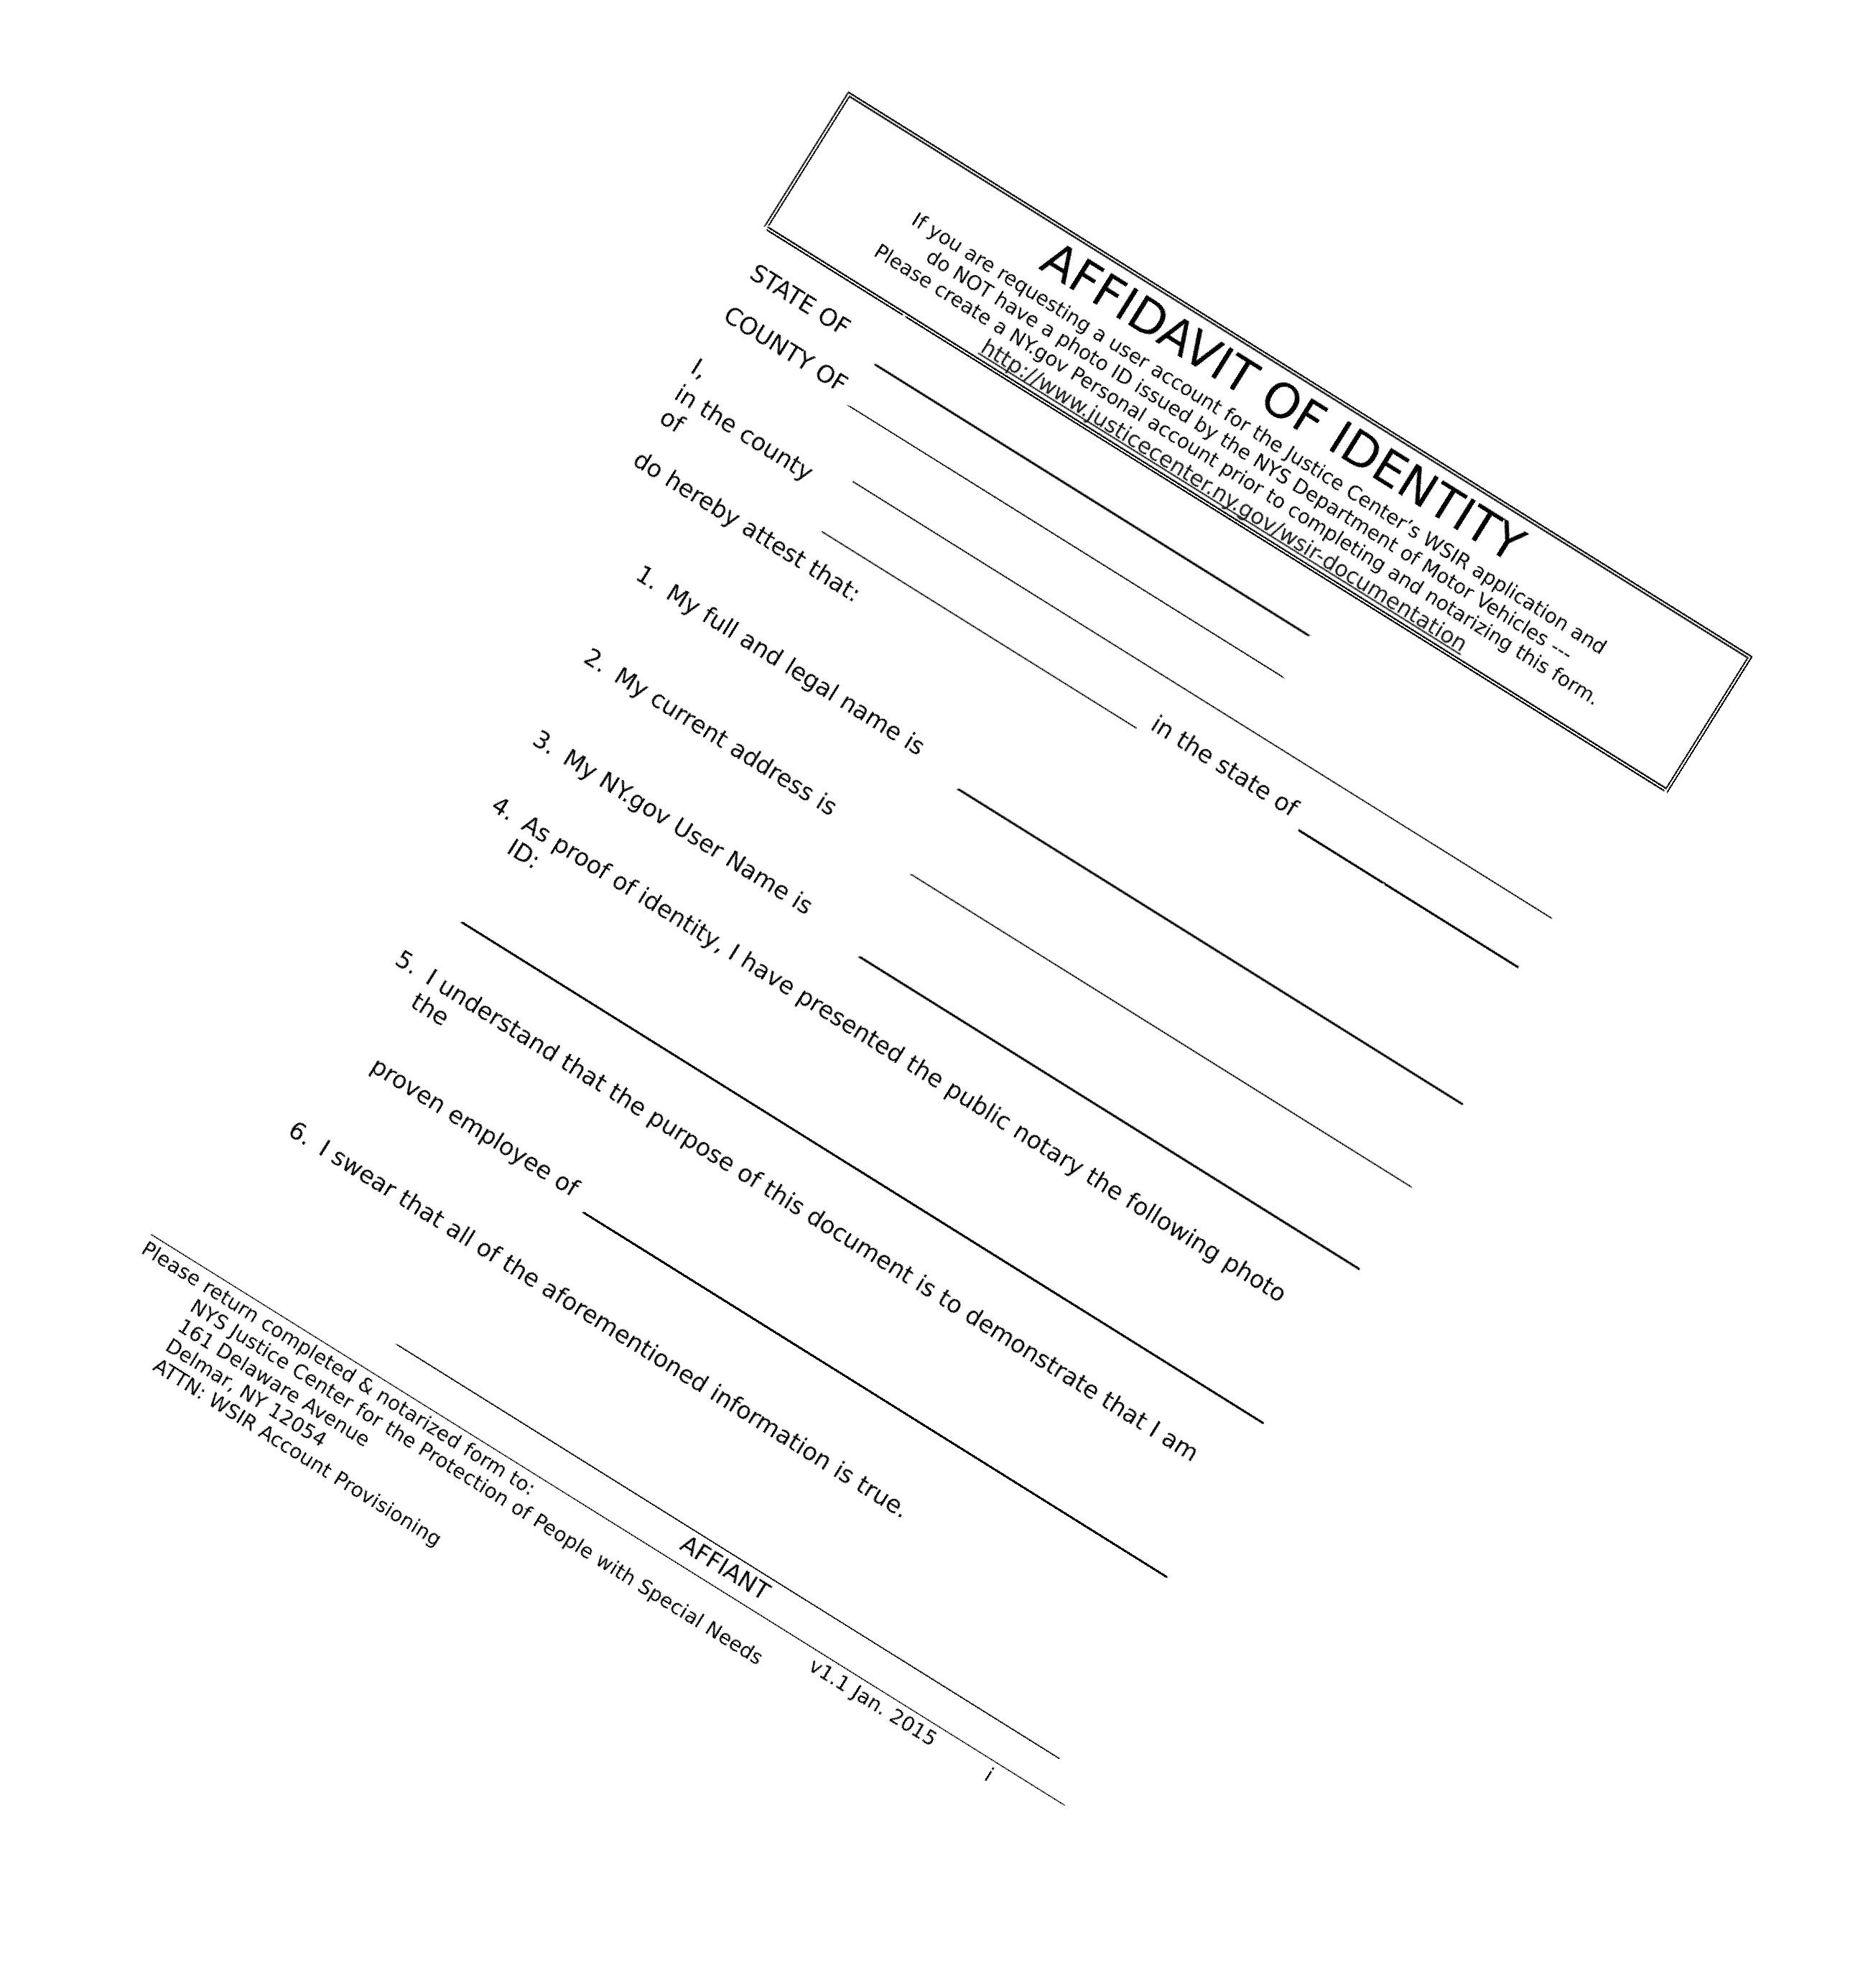 AFFIDAVIT OF IDENTITY
If you are requesting a user account for the Justice Center’s WSIR application and
do NOT have a photo ID issued by the NYS Department of Motor Vehicles ---
Please create a NY.gov Personal account prior to completing and notarizing this form.
http://www.justicecenter.ny.gov/wsir-documentation
STATE OF
COUNTY OF
I,
in the county
of
in the state of
do hereby attest that:
1. My full and legal name is
2. My current address is
3. My NY.gov User Name is
4. As proof of identity, I have presented the public notary the following photo
ID:
5. I understand that the purpose of this document is to demonstrate that I am
the
proven employee of
6. I swear that all of the aforementioned information is true.
AFFIANT
Please return completed & notarized form to:
NYS Justice Center for the Protection of People with Special Needs
161 Delaware Avenue
Delmar, NY 12054
ATTN: WSIR Account Provisioning
v1.1 Jan. 2015
i